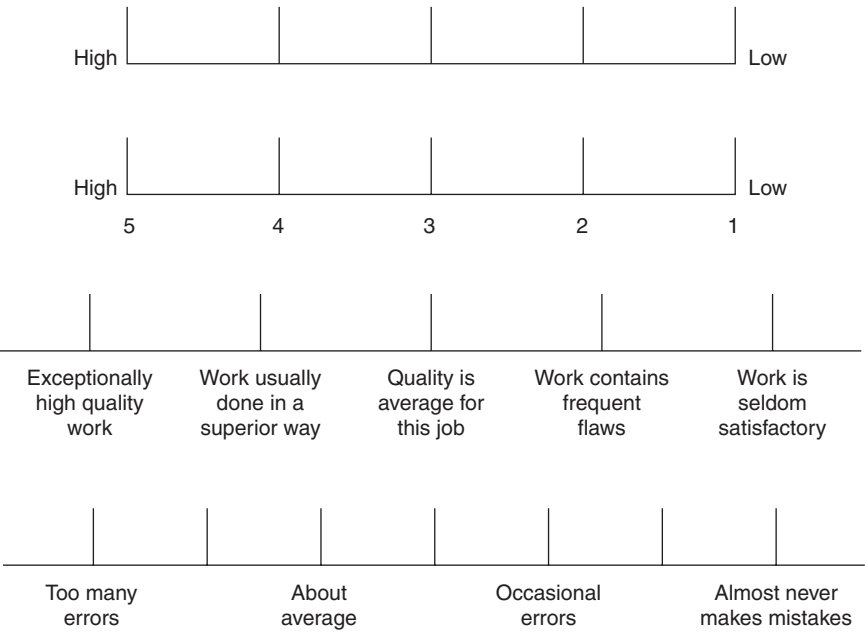 High Low
High Low
5 4 3 2 1
Exceptionally
high quality
work
Work usually
done in a
superior way
Quality is
average for
this job
Work contains
frequent
flaws
Work is
seldom
satisfactory
Too many
errors
About
average
Occasional
errors
Almost never
makes mistakes